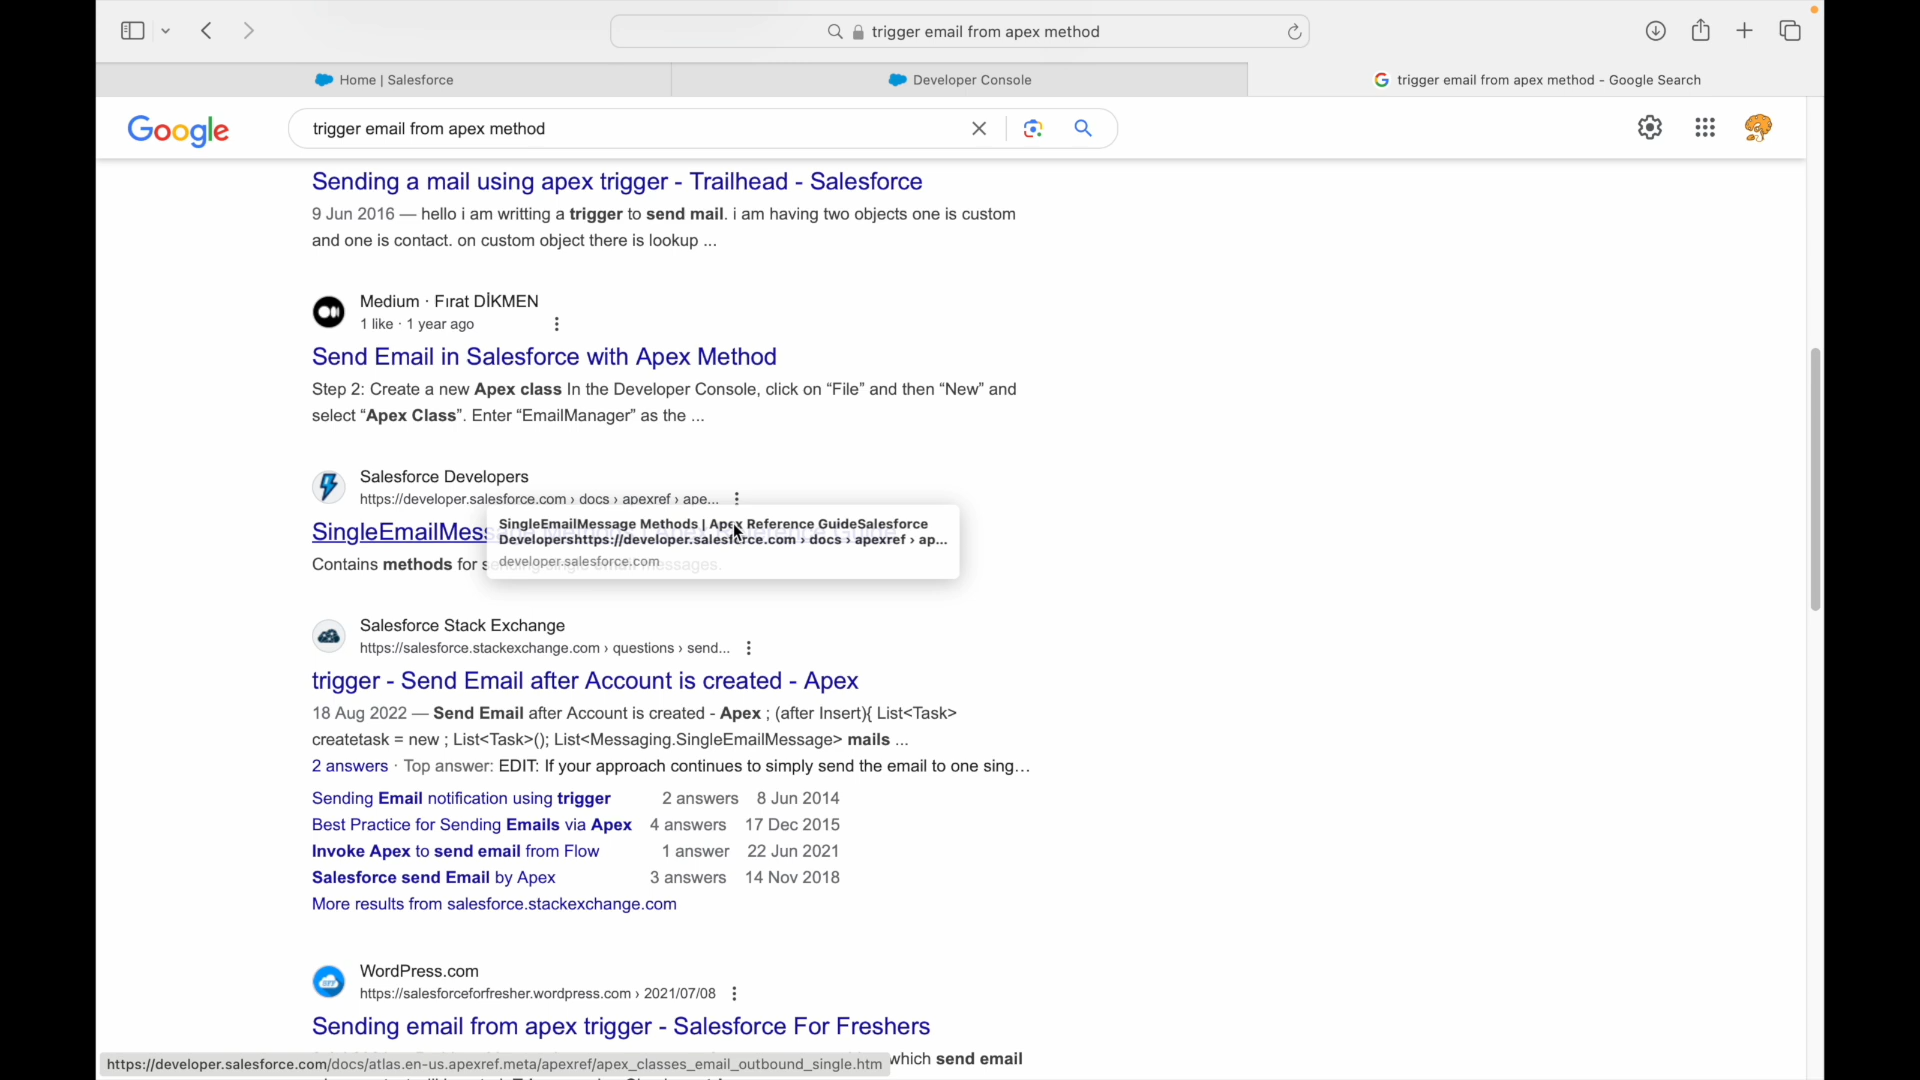 trigger email from apex method
Home | Salesforce
Developer Console
trigger email from apex method - Google Search
Google
trigger email from apex method
Sending a mail using apex trigger - Trailhead - Salesforce
9 Jun 2016 — hello i am writting a trigger to send mail. i am having two objects one is custom
and one is contact. on custom object there is lookup ...
Medium · Fırat DİKMEN
1 like · 1 year ago
Send Email in Salesforce with Apex Method
Step 2: Create a new Apex class In the Developer Console, click on “File” and then “New” and
select “Apex Class”. Enter “EmailManager” as the ...
Salesforce Developers
https://developer.salesforce.com › docs › apexref › ape...
SingleEmailMess
SingleEmailMessage Methods | Apex Reference GuideSalesforce
Developershttps://developer.salesforce.com › docs › apexref › ap...
developer.salesforce.com
Contains methods for sending single email messages.
Salesforce Stack Exchange
https://salesforce.stackexchange.com › questions › send...
trigger - Send Email after Account is created - Apex
18 Aug 2022 — Send Email after Account is created - Apex ; (after Insert){ List<Task>
createtask = new ; List<Task>(); List<Messaging.SingleEmailMessage> mails ...
2 answers · Top answer: EDIT: If your approach continues to simply send the email to one sing...
Sending Email notification using trigger 2 answers 8 Jun 2014
Best Practice for Sending Emails via Apex 4 answers 17 Dec 2015
Invoke Apex to send email from Flow 1 answer 22 Jun 2021
Salesforce send Email by Apex 3 answers 14 Nov 2018
More results from salesforce.stackexchange.com
WordPress.com
https://salesforceforfresher.wordpress.com › 2021/07/08
Sending email from apex trigger - Salesforce For Freshers
which send email
https://developer.salesforce.com/docs/atlas.en-us.apexref.meta/apexref/apex_classes_email_outbound_single.htm